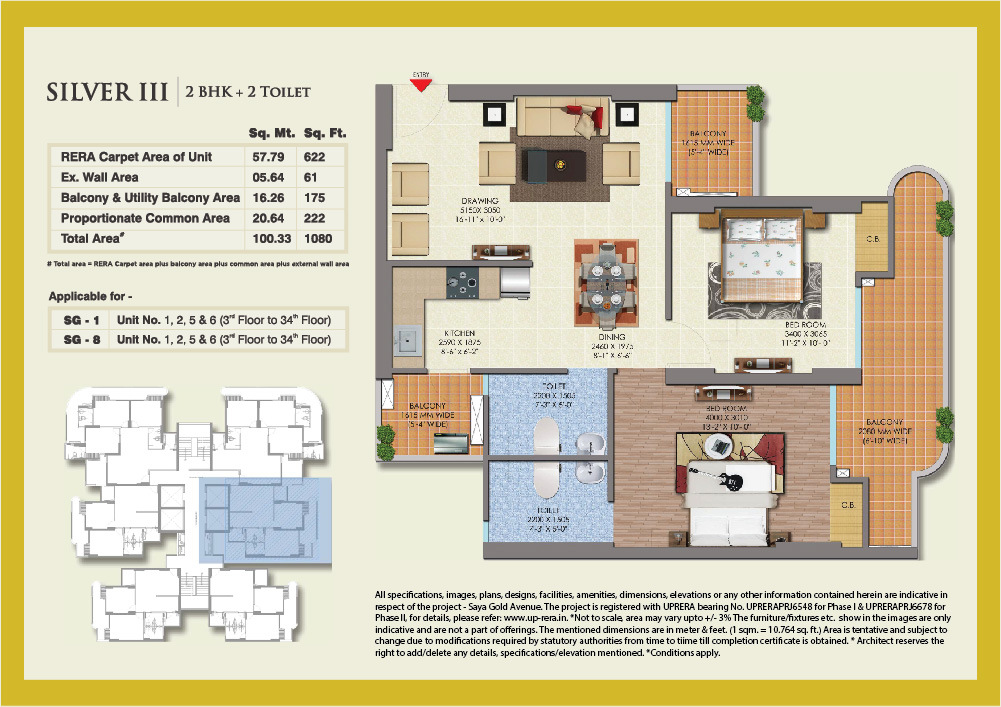 SILVER III | 2 BHK + 2 TOILET
Sq. Mt. Sq. Ft.
RERA Carpet Area of Unit 57.79 622
Ex. Wall Area 05.64 61
Balcony & Utility Balcony Area 16.26 175
Proportionate Common Area 20.64 222
Total Area# 100.33 1080
# Total area = RERA Carpet area plus balcony area plus common area plus external wall area
Applicable for -
SG - 1 Unit No. 1, 2, 5 & 6 (3rd Floor to 34th Floor)
SG - 8 Unit No. 1, 2, 5 & 6 (3rd Floor to 34th Floor)
ENTRY
BALCONY
1615 MM WIDE
(5'-4" WIDE)
DRAWING
5150X 3050
16'-11" x 10'-0"
C.B.
KITCHEN
2590 X 1875
8'-6" x 6'-2"
DINING
2460 X 1975
8'-1" X 6'-6"
BED ROOM
3400 X 3065
11'-2" X 10'-0"
BALCONY
1615 MM WIDE
(5'-4" WIDE)
TOILET
2200 X 1505
7'-3" X 5'-0"
BED ROOM
4000 X 3010
13'-2" X 10'-0"
BALCONY
2080 MM WIDE
(6'-10" WIDE)
C.B.
TOILET
2200 X 1505
7'-3" X 5'-0"
All specifications, images, plans, designs, facilities, amenities, dimensions, elevations or any other information contained herein are indicative in
respect of the project - Saya Gold Avenue. The project is registered with UPRERA bearing No. UPRERAPRJ6548 for Phase I & UPRERAPRJ6678 for
Phase II, for details, please refer: www.up-rera.in. *Not to scale, area may vary upto +/- 3% The furniture/fixtures etc. show in the images are only
indicative and are not a part of offerings. The mentioned dimensions are in meter & feet. (1 sqm. = 10.764 sq. ft.) Area is tentative and subject to
change due to modifications required by statutory authorities from time to tiime till completion certificate is obtained. * Architect reserves the
right to add/delete any details, specifications/elevation mentioned. *Conditions apply.